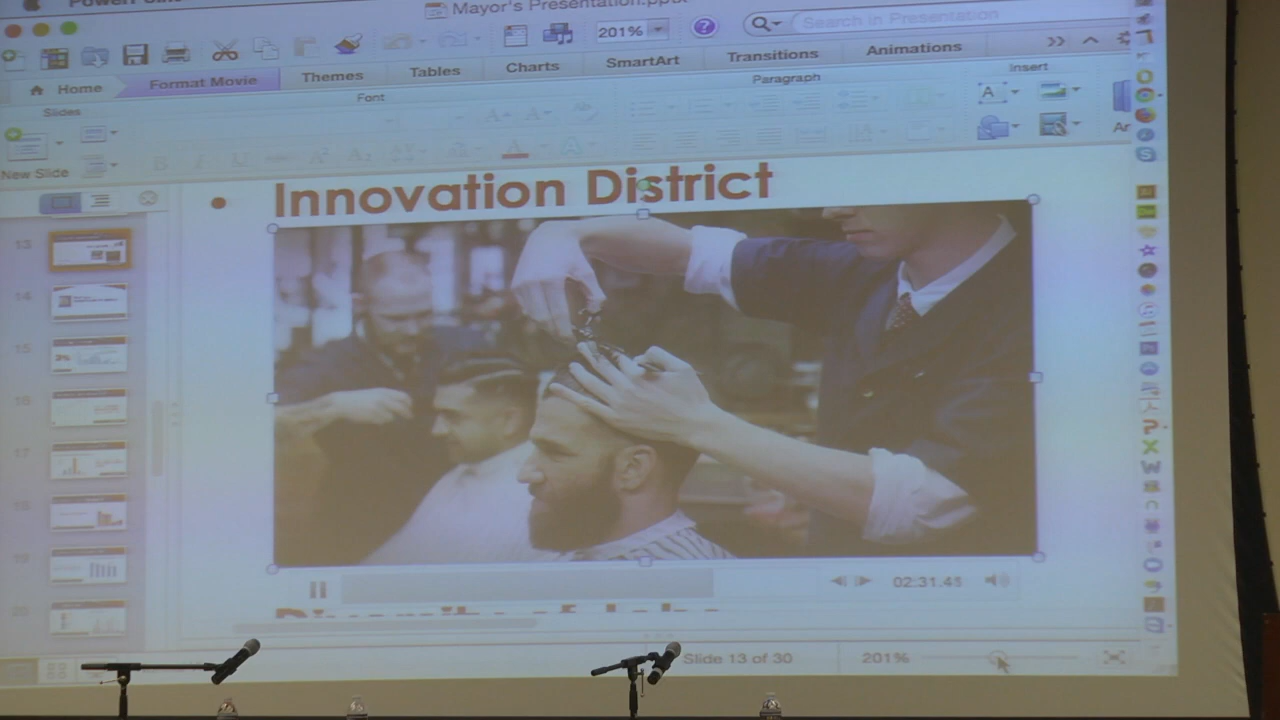 PowerPoint
Mayor's Presentation.pptx
201%
Search in Presentation
Home
Format Movie
Themes
Tables
Charts
SmartArt
Transitions
Animations
Slides
Font
Paragraph
Insert
New Slide
• Innovation District
13
14
15
16
17
18
19
20
02:31.48
Slide 13 of 30
201%